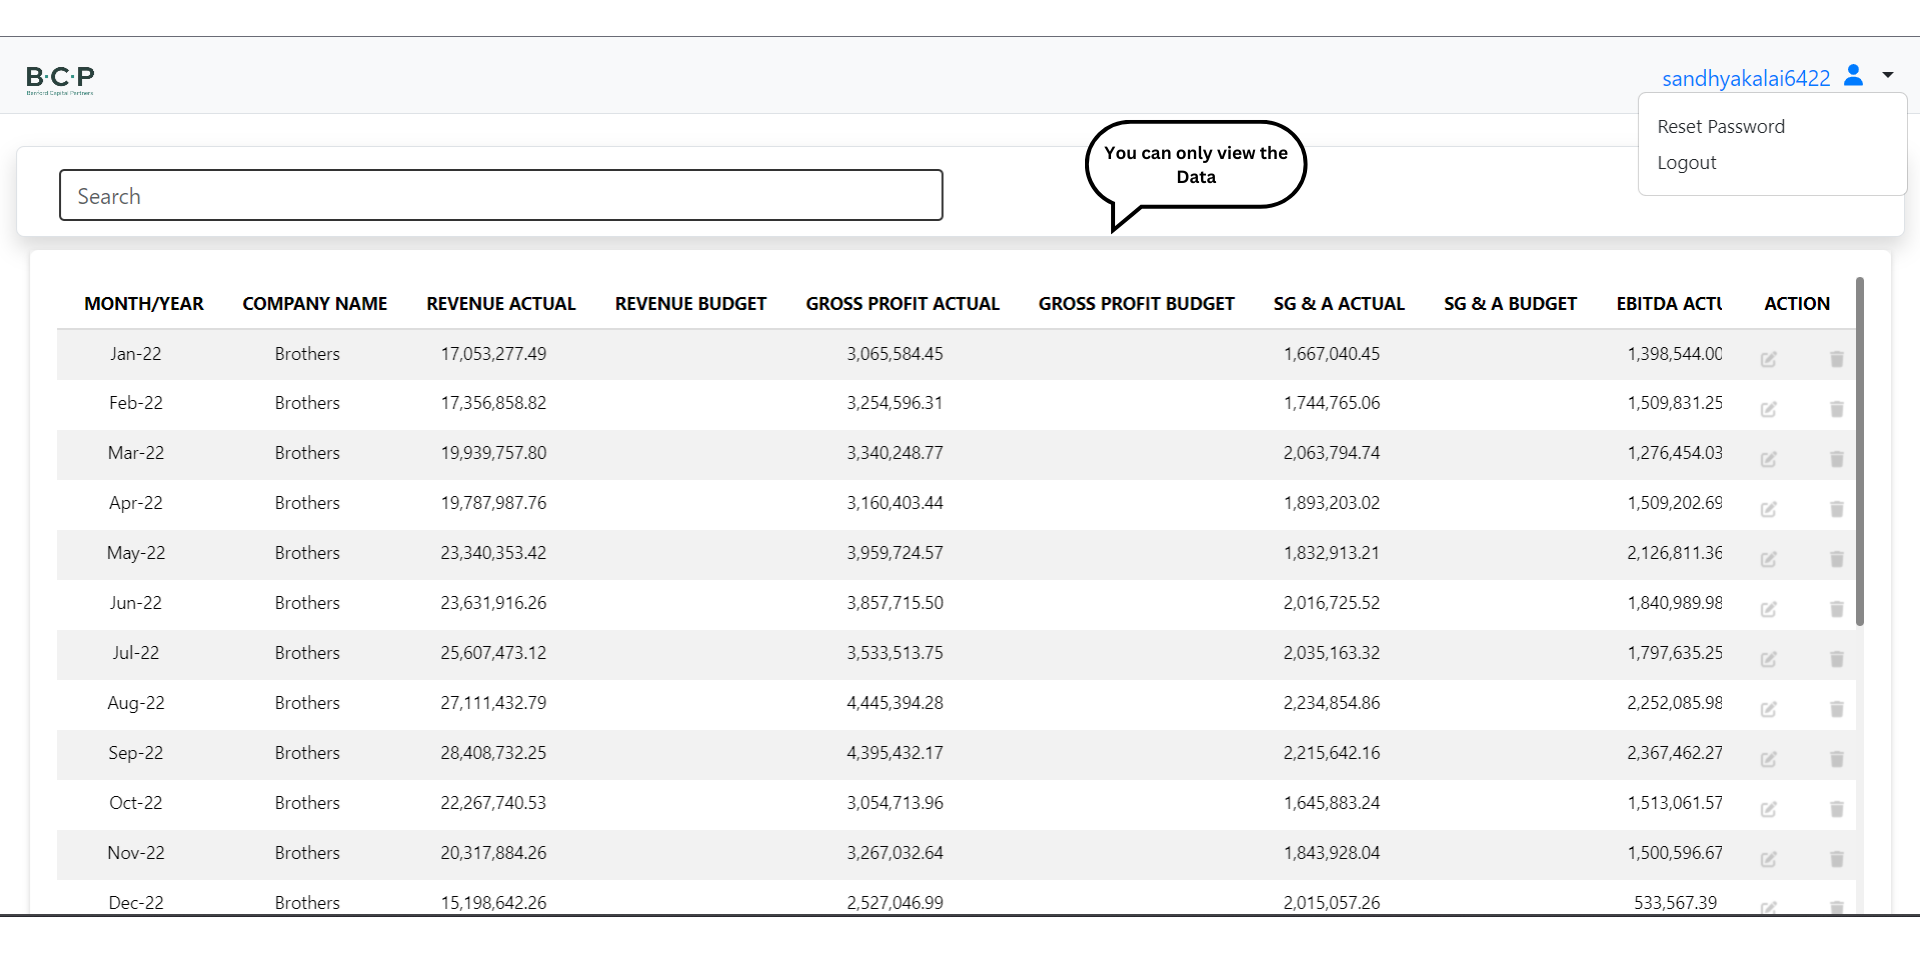 B·C·P
Banford Capital Partners
sandhyakalai6422
Reset Password
Logout
You can only view the
Data
Search
MONTH/YEAR COMPANY NAME REVENUE ACTUAL REVENUE BUDGET GROSS PROFIT ACTUAL GROSS PROFIT BUDGET SG & A ACTUAL SG & A BUDGET EBITDA ACTU ACTION
Jan-22 Brothers 17,053,277.49 3,065,584.45 1,667,040.45 1,398,544.00
Feb-22 Brothers 17,356,858.82 3,254,596.31 1,744,765.06 1,509,831.25
Mar-22 Brothers 19,939,757.80 3,340,248.77 2,063,794.74 1,276,454.03
Apr-22 Brothers 19,787,987.76 3,160,403.44 1,893,203.02 1,509,202.69
May-22 Brothers 23,340,353.42 3,959,724.57 1,832,913.21 2,126,811.36
Jun-22 Brothers 23,631,916.26 3,857,715.50 2,016,725.52 1,840,989.98
Jul-22 Brothers 25,607,473.12 3,533,513.75 2,035,163.32 1,797,635.25
Aug-22 Brothers 27,111,432.79 4,445,394.28 2,234,854.86 2,252,085.98
Sep-22 Brothers 28,408,732.25 4,395,432.17 2,215,642.16 2,367,462.27
Oct-22 Brothers 22,267,740.53 3,054,713.96 1,645,883.24 1,513,061.57
Nov-22 Brothers 20,317,884.26 3,267,032.64 1,843,928.04 1,500,596.67
Dec-22 Brothers 15,198,642.26 2,527,046.99 2,015,057.26 533,567.39